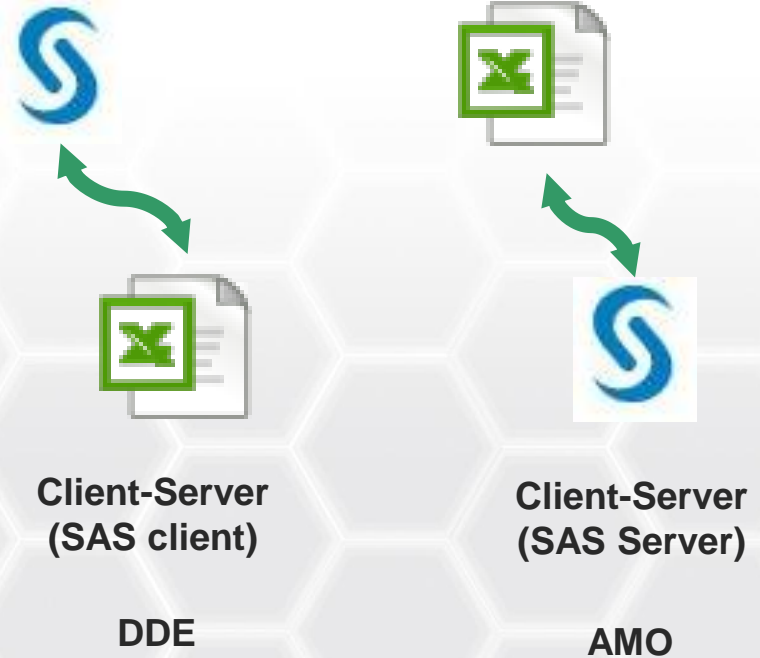 Client-Server
(SAS client)
DDE
Client-Server
(SAS Server)
AMO